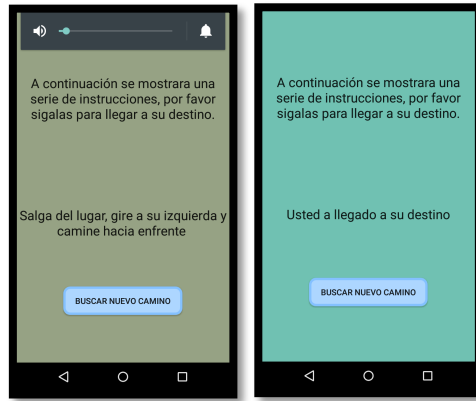 A continuación se mostrara una
serie de instrucciones, por favor
sigalas para llegar a su destino.
Salga del lugar, gire a su izquierda y
camine hacia enfrente
BUSCAR NUEVO CAMINO
A continuación se mostrara una
serie de instrucciones, por favor
sigalas para llegar a su destino.
Usted a llegado a su destino
BUSCAR NUEVO CAMINO